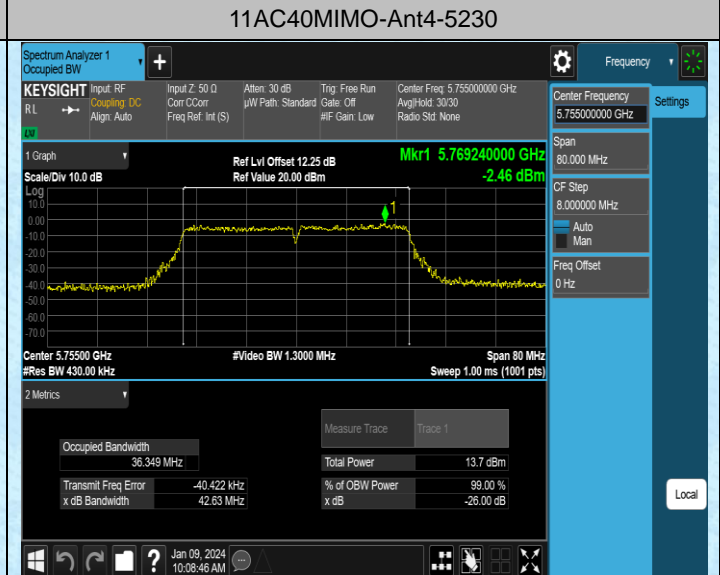 11AC40MIMO-Ant4-5230
Spectrum Analyzer 1
Occupied BW
Frequency
KEYSIGHT
R L
Input: RF
Coupling: DC
Align: Auto
Input Z: 50 Ω
Corr CCorr
Freq Ref: Int (S)
Atten: 30 dB
µW Path: Standard
Trig: Free Run
Gate: Off
#IF Gain: Low
Center Freq: 5.755000000 GHz
Avg|Hold: 30/30
Radio Std: None
Center Frequency
5.755000000 GHz
Settings
Span
80.000 MHz
CF Step
8.000000 MHz
Auto
Man
Freq Offset
0 Hz
1 Graph
Scale/Div 10.0 dB
Ref Lvl Offset 12.25 dB
Ref Value 20.00 dBm
Mkr1 5.769240000 GHz
-2.46 dBm
Log
10.0
0.00
-10.0
-20.0
-30.0
-40.0
-50.0
-60.0
-70.0
1
Center 5.75500 GHz
#Video BW 1.3000 MHz
Span 80 MHz
#Res BW 430.00 kHz
Sweep 1.00 ms (1001 pts)
2 Metrics
Measure Trace
Trace 1
Occupied Bandwidth
36.349 MHz
Total Power
13.7 dBm
Transmit Freq Error
-40.422 kHz
% of OBW Power
99.00 %
x dB Bandwidth
42.63 MHz
x dB
-26.00 dB
Local
Jan 09, 2024
10:08:46 AM